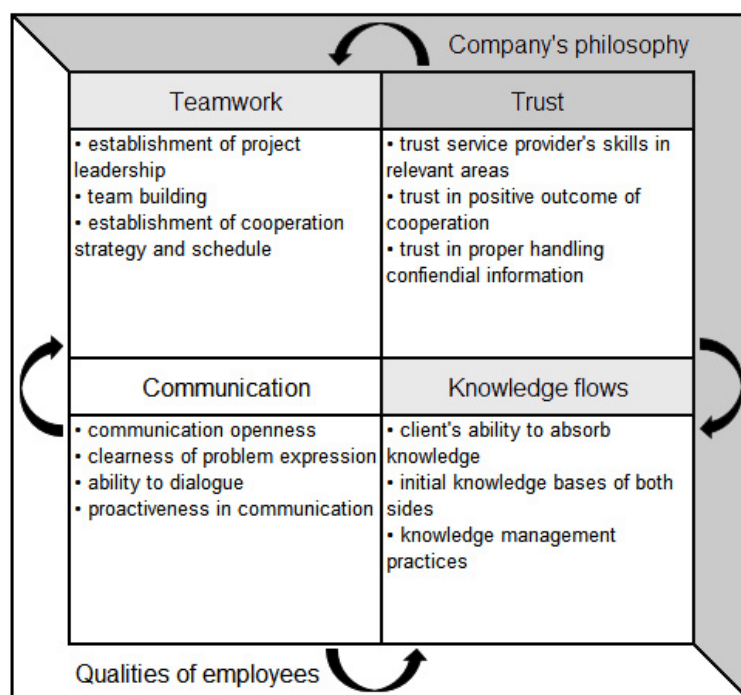 Company's philosophy
Teamwork
• establishment of project
leadership
• team building
• establishment of cooperation
strategy and schedule
Trust
• trust service provider's skills in
relevant areas
• trust in positive outcome of
cooperation
• trust in proper handling
confiendial information
Communication
• communication openness
• clearness of problem expression
• ability to dialogue
• proactiveness in communication
Knowledge flows
• client's ability to absorb
knowledge
• initial knowledge bases of both
sides
• knowledge management
practices
Qualities of employees